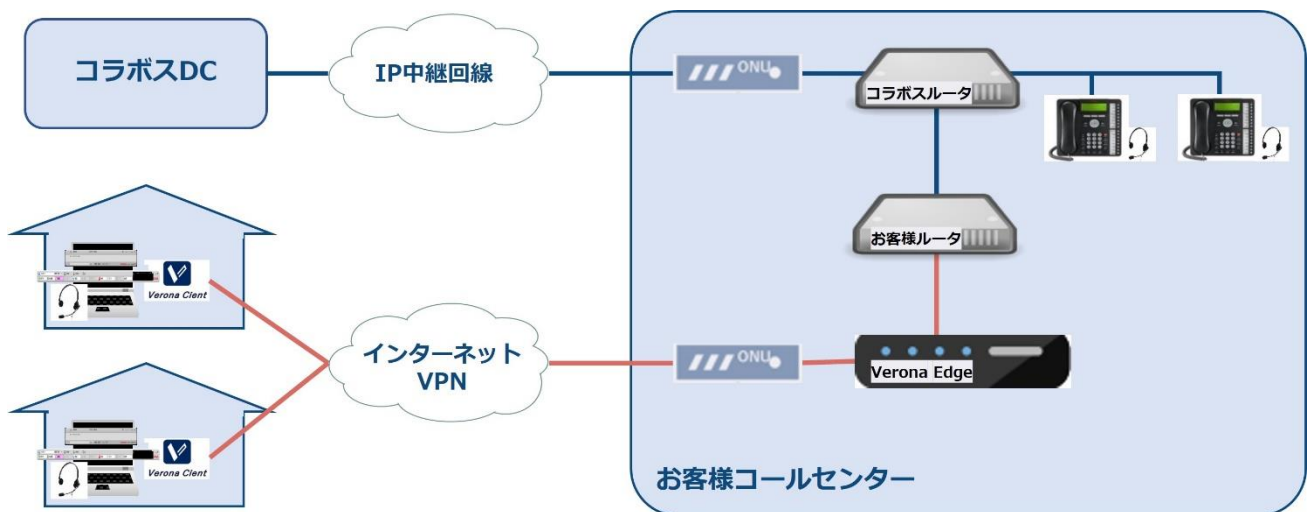 コラボスDC
IP中継回線
ONU
コラボスルータ
お客様ルータ
Verona Cient
インターネット
VPN
ONU
Verona Edge
Verona Cient
お客様コールセンター